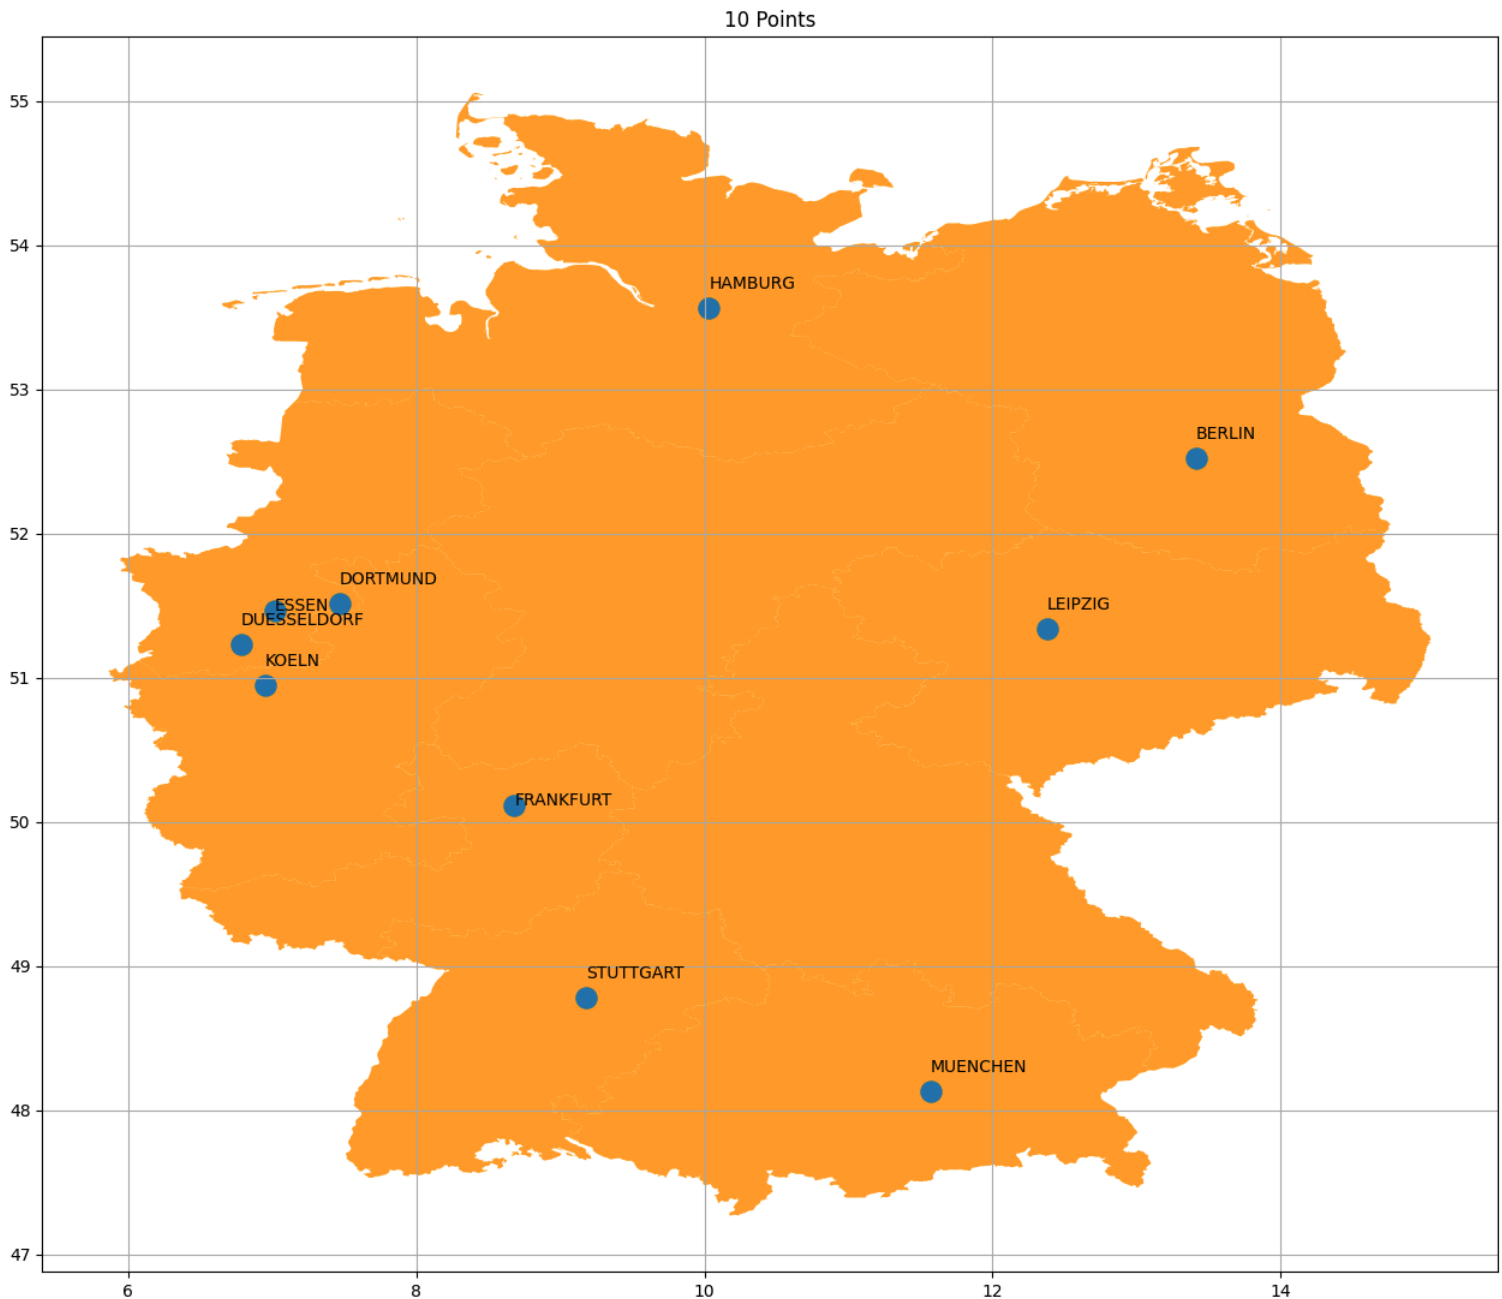 10 Points
55
54
HAMBURG
53
BERLIN
52
DORTMUND
ESSEN
LEIPZIG
DUESSELDORF
KOELN
51
FRANKFURT
50
49
STUTTGART
MUENCHEN
48
47
6 8 10 12 14